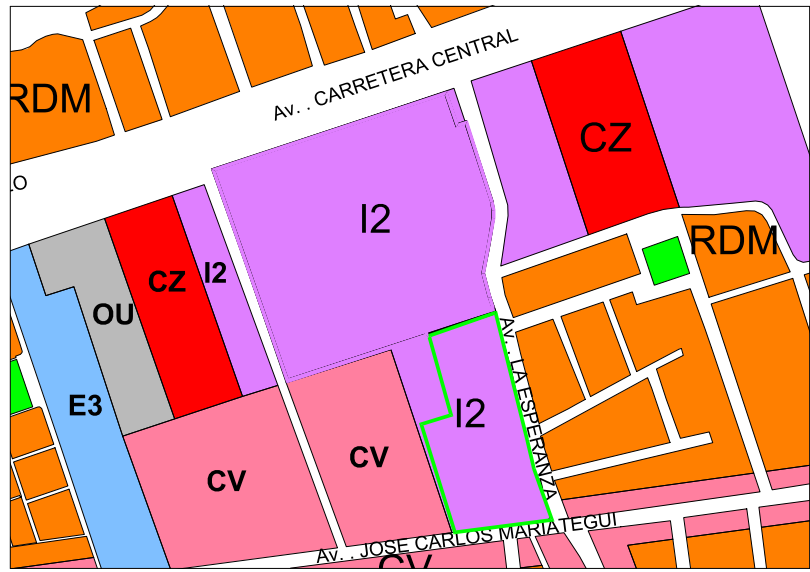 Av. . CARRETERA CENTRAL
RDM
CZ
LO
I2
RDM
CZ
I2
OU
E3
Av. . LA ESPERANZA
I2
CV
CV
Av. . JOSE CARLOS MARIATEGUI
CV